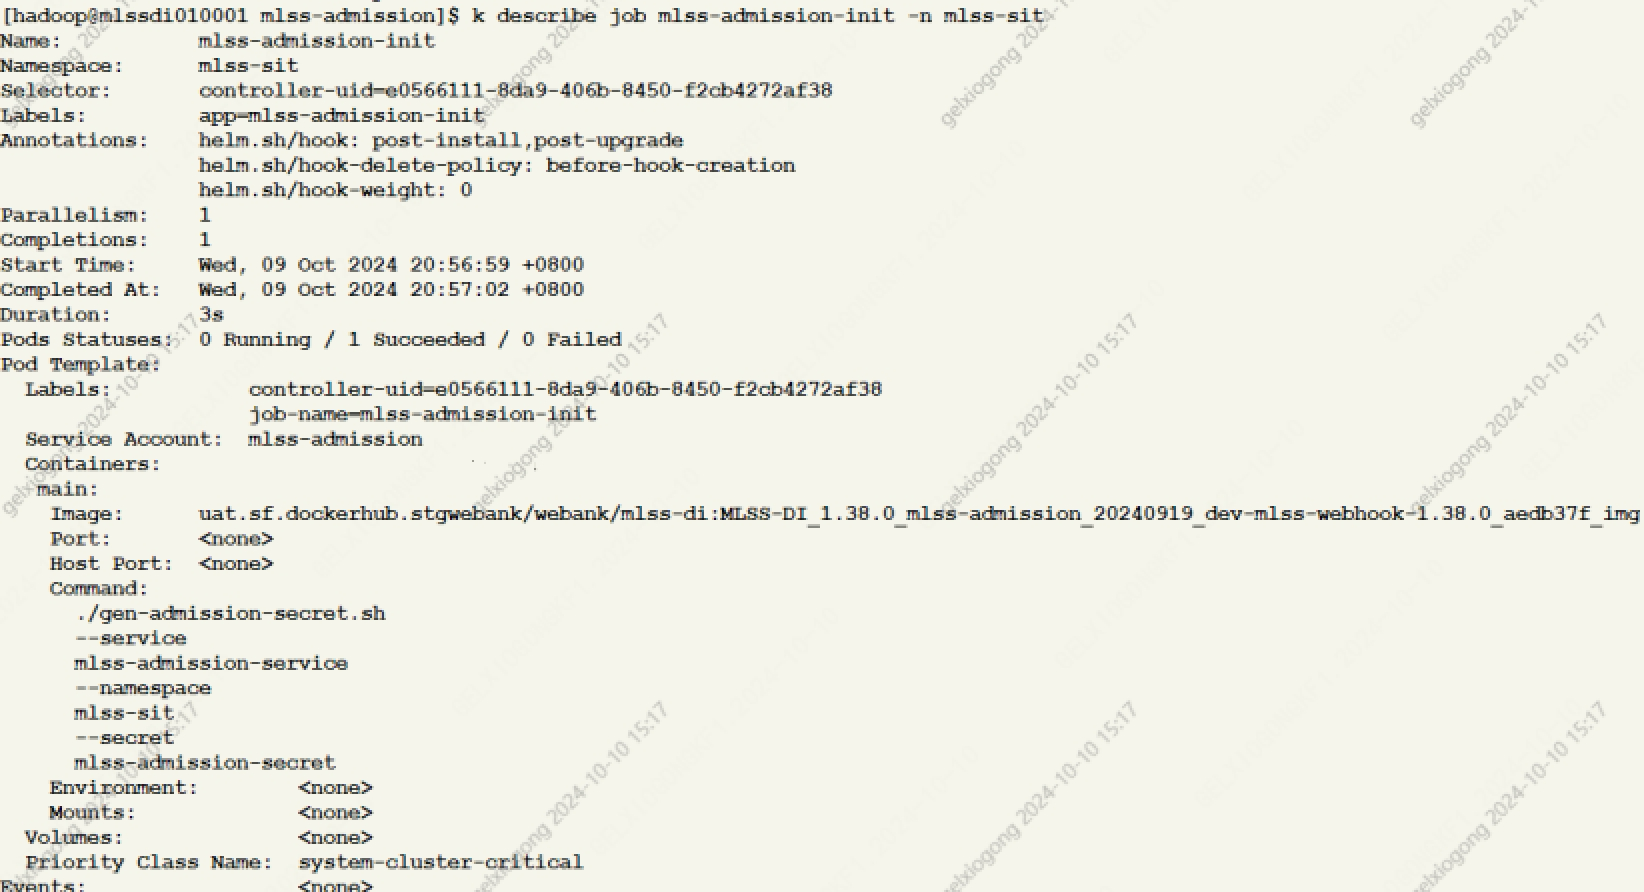 [hadoop@mlssdi010001 mlss-admission]$ k describe job mlss-admission-init -n mlss-sit
Name: mlss-admission-init
Namespace: mlss-sit
Selector: controller-uid=e0566111-8da9-406b-8450-f2cb4272af38
Labels: app=mlss-admission-init
Annotations: helm.sh/hook: post-install,post-upgrade
helm.sh/hook-delete-policy: before-hook-creation
helm.sh/hook-weight: 0
Parallelism: 1
Completions: 1
Start Time: Wed, 09 Oct 2024 20:56:59 +0800
Completed At: Wed, 09 Oct 2024 20:57:02 +0800
Duration: 3s
Pods Statuses: 0 Running / 1 Succeeded / 0 Failed
Pod Template:
Labels: controller-uid=e0566111-8da9-406b-8450-f2cb4272af38
job-name=mlss-admission-init
Service Account: mlss-admission
Containers:
main:
Image: uat.sf.dockerhub.stgwebank/webank/mlss-di:MLSS-DI_1.38.0_mlss-admission_20240919_dev-mlss-webhook-1.38.0_aedb37f_img
Port: <none>
Host Port: <none>
Command:
./gen-admission-secret.sh
--service
mlss-admission-service
--namespace
mlss-sit
--secret
mlss-admission-secret
Environment: <none>
Mounts: <none>
Volumes: <none>
Priority Class Name: system-cluster-critical
Events: <none>
gelxiogong 2024-10-10 15:17